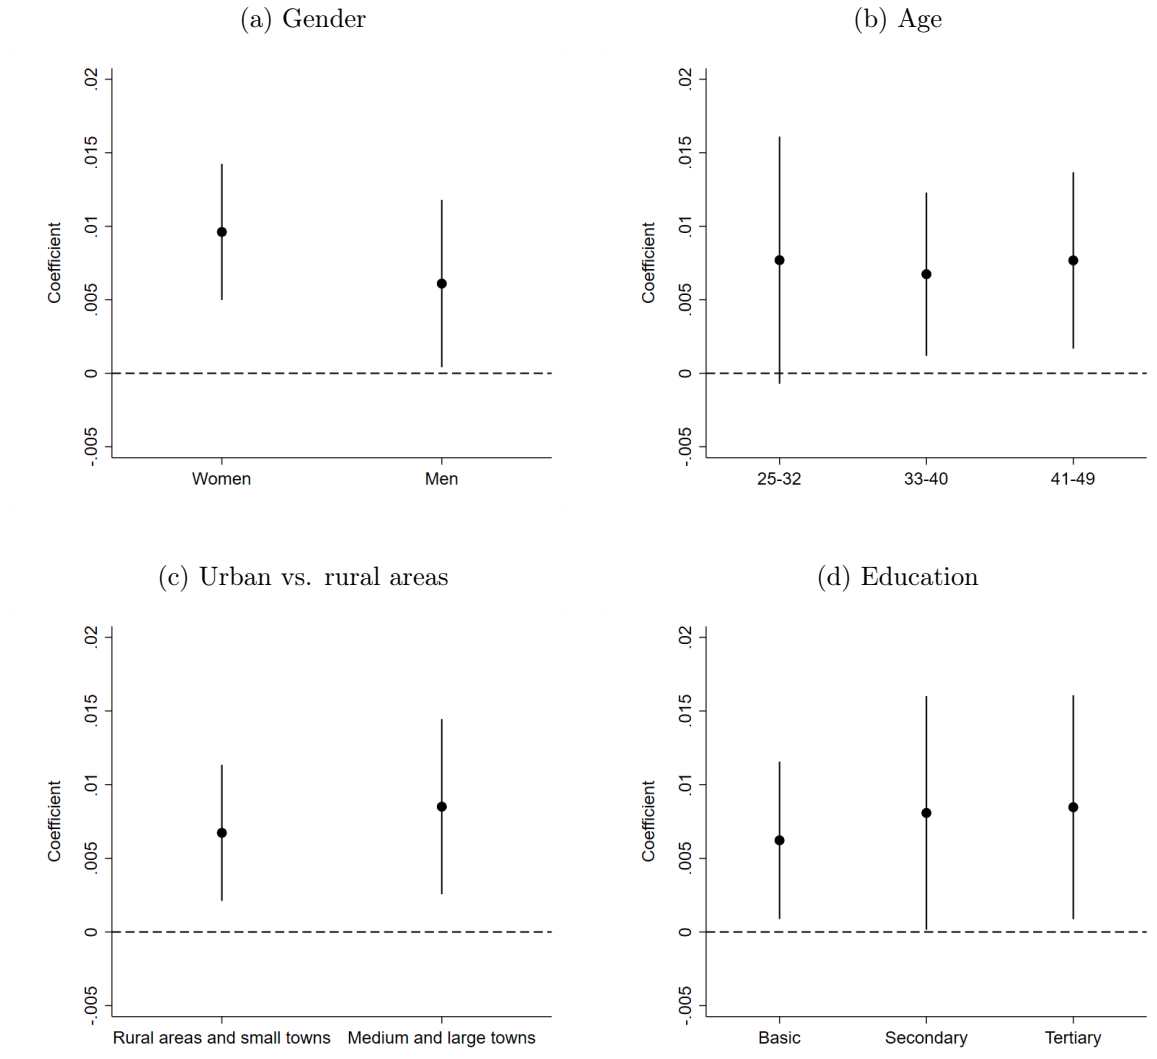 (a) Gender
.02
.015
.01
.005
0
-.005
Coefficient
Women Men
(b) Age
.02
.015
.01
.005
0
-.005
Coefficient
25-32 33-40 41-49
(c) Urban vs. rural areas
.02
.015
.01
.005
0
-.005
Coefficient
Rural areas and small towns Medium and large towns
(d) Education
.02
.015
.01
.005
0
-.005
Coefficient
Basic Secondary Tertiary